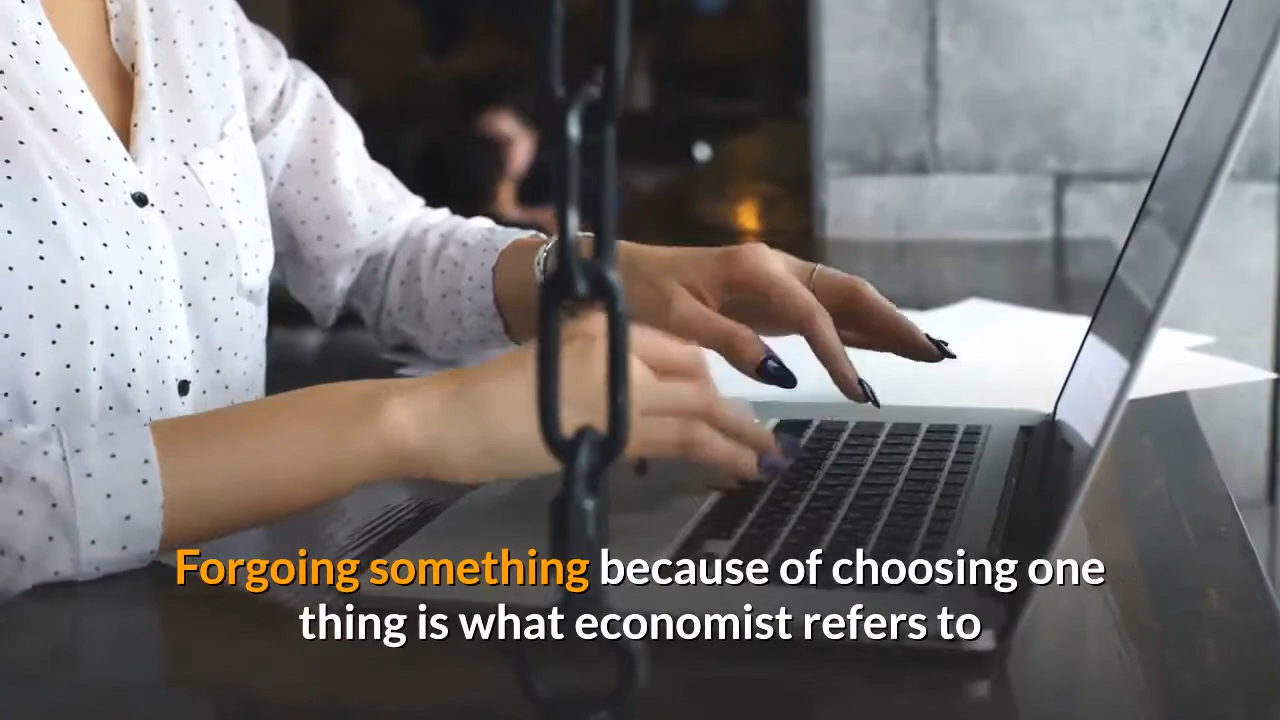 Forgoing something because of choosing one
thing is what economist refers to